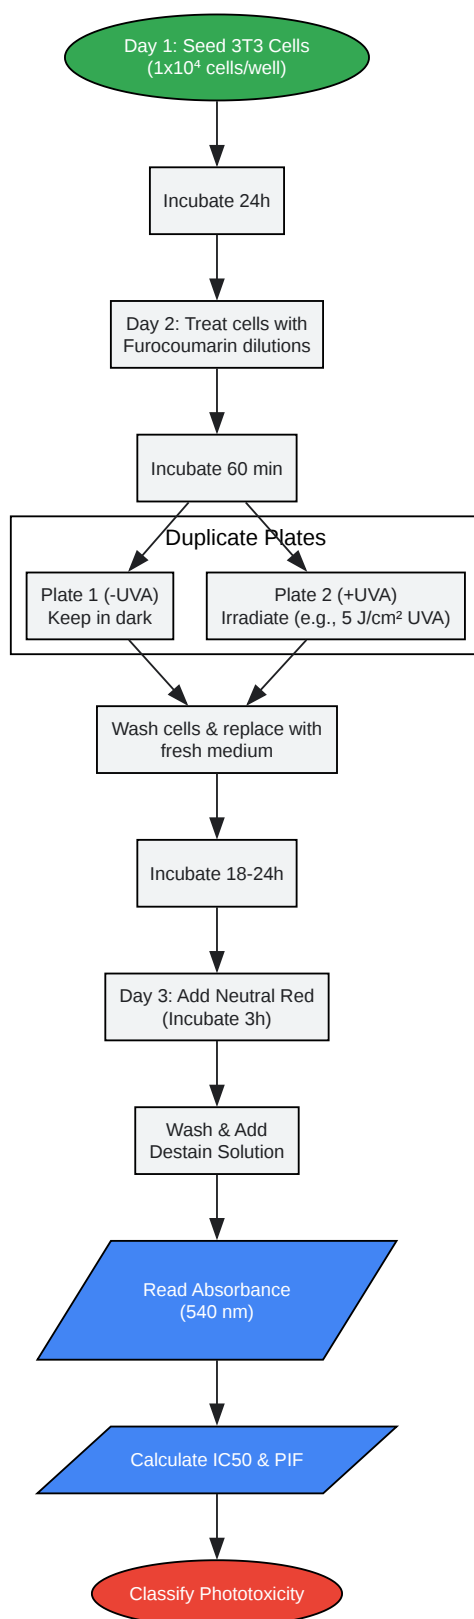 Day 1: Seed 3T3 Cells
(1x10⁴ cells/well)
Incubate 24h
Day 2: Treat cells with
Furocoumarin dilutions
Incubate 60 min
Duplicate Plates
Plate 1 (-UVA)
Keep in dark
Plate 2 (+UVA)
Irradiate (e.g., 5 J/cm² UVA)
Wash cells & replace with
fresh medium
Incubate 18-24h
Day 3: Add Neutral Red
(Incubate 3h)
Wash & Add
Destain Solution
Read Absorbance
(540 nm)
Calculate IC50 & PIF
Classify Phototoxicity